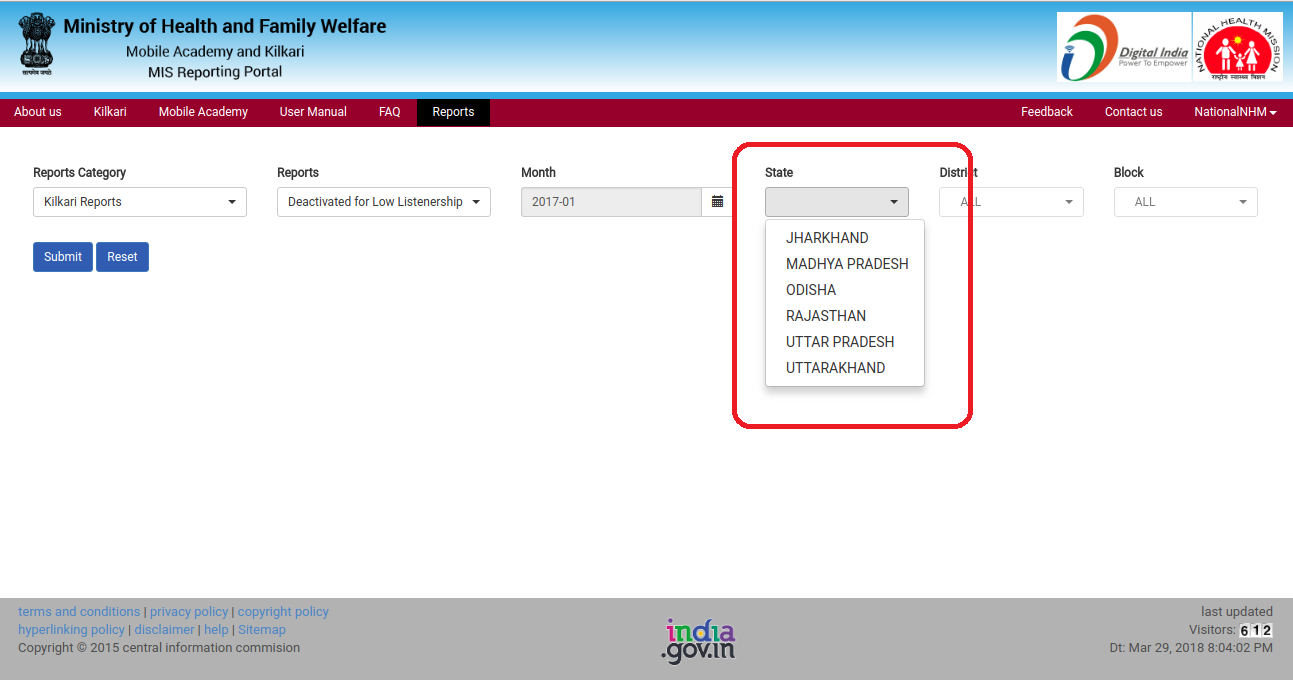 Ministry of Health and Family Welfare
Mobile Academy and Kilkari
MIS Reporting Portal
सत्यमेव जयते
Digital India
Power To Empower
NATIONAL HEALTH MISSION
राष्ट्रीय स्वास्थ्य मिशन
About us Kilkari Mobile Academy User Manual FAQ Reports Feedback Contact us NationalNHM
Reports Category Reports Month State District Block
Kilkari Reports Deactivated for Low Listenership 2017-01 ALL ALL
JHARKHAND
MADHYA PRADESH
ODISHA
RAJASTHAN
UTTAR PRADESH
UTTARAKHAND
Submit Reset
terms and conditions | privacy policy | copyright policy
hyperlinking policy | disclaimer | help | Sitemap
Copyright © 2015 central information commision
india
.gov.in
last updated
Visitors: 612
Dt: Mar 29, 2018 8:04:02 PM